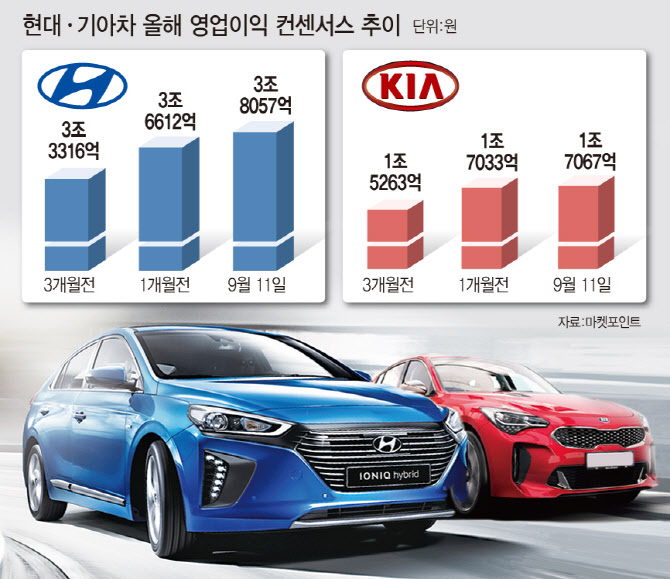 현대·기아차 올해 영업이익 컨센서스 추이 단위:원
3조
3316억
3조
6612억
3조
8057억
3개월전
1개월전
9월 11일
KIA
1조
5263억
1조
7033억
1조
7067억
3개월전
1개월전
9월 11일
자료:마켓포인트
IONIQ hybrid
KIA